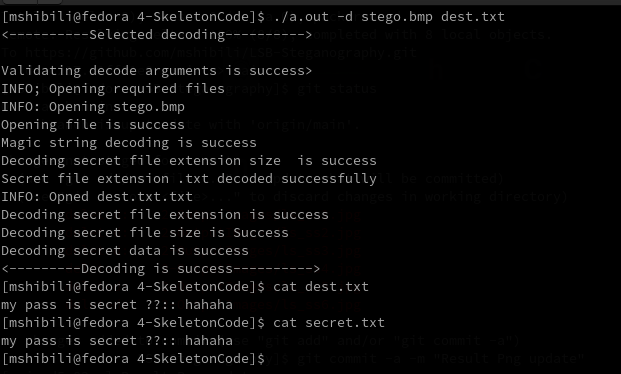 [mshibili@fedora 4-SkeletonCode]$ ./a.out -d stego.bmp dest.txt
<----------Selected decoding---------->
Validating decode arguments is success>
INFO; Opening required files
INFO: Opening stego.bmp
Opening file is success
Magic string decoding is success
Decoding secret file extension size  is success
Secret file extension .txt decoded successfully
INFO: Opned dest.txt.txt
Decoding secret file extension is success
Decoding secret file size is Success
Decoding secret data is success
<---------Decoding is success---------->
[mshibili@fedora 4-SkeletonCode]$ cat dest.txt
my pass is secret ??:: hahaha
[mshibili@fedora 4-SkeletonCode]$ cat secret.txt
my pass is secret ??:: hahaha
[mshibili@fedora 4-SkeletonCode]$